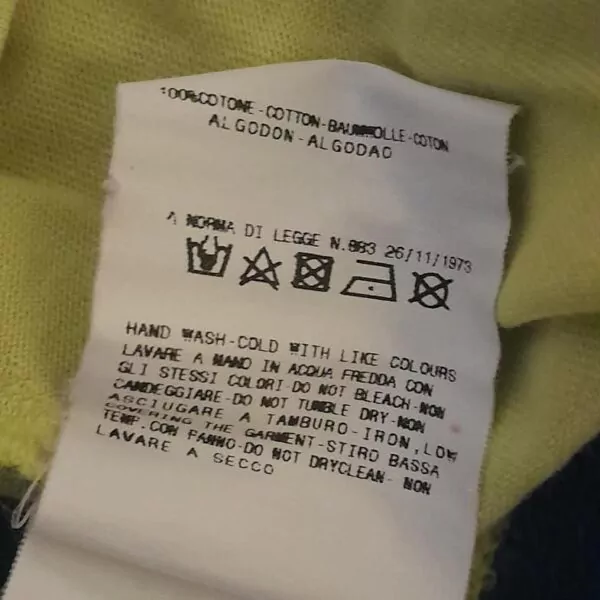 100%COTONE-COTTON-BAUMWOLLE-COTON
ALGODON-ALGODAO
A NORMA DI LEGGE N.883 26/11/1973
HAND WASH-COLD WITH LIKE COLOURS
LAVARE A MANO IN ACQUA FREDDA CON
GLI STESSI COLORI-DO NOT BLEACH-NON
CANDEGGIARE-DO NOT TUMBLE DRY-NON
ASCIUGARE A TAMBURO-IRON,LOW
COVERING THE GARMENT-STIRO BASSA
TEMP.CON PANNO-DO NOT DRYCLEAN- NON
LAVARE A SECCO